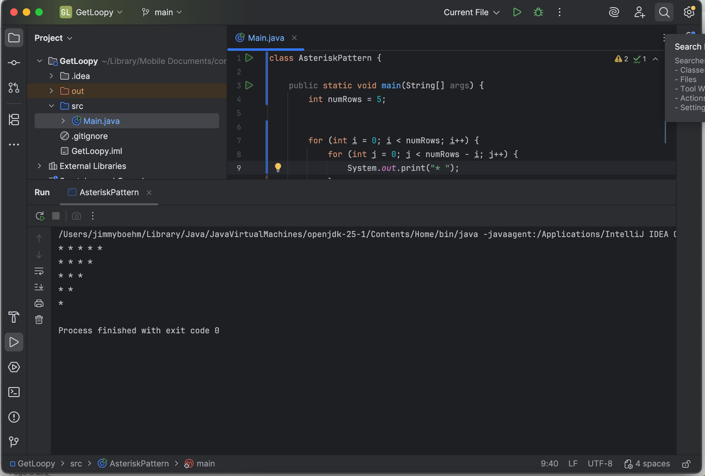 GL GetLoopy main Current File
Project
Main.java
GetLoopy ~/Library/Mobile Documents/cor
.idea
out
src
Main.java
.gitignore
GetLoopy.iml
External Libraries
1 class AsteriskPattern {
2
3 public static void main(String[] args) {
4 int numRows = 5;
5
6
7 for (int i = 0; i < numRows; i++) {
8 for (int j = 0; j < numRows - i; j++) {
9 System.out.print("* ");
2 1
Search
Searche
- Classe
- Files
- Tool W
- Action
- Setting
Run AsteriskPattern
/Users/jimmyboehm/Library/Java/JavaVirtualMachines/openjdk-25-1/Contents/Home/bin/java -javaagent:/Applications/IntelliJ IDEA
* * * * *
* * * *
* * *
* *
*
Process finished with exit code 0
GetLoopy src AsteriskPattern main 9:40 LF UTF-8 4 spaces